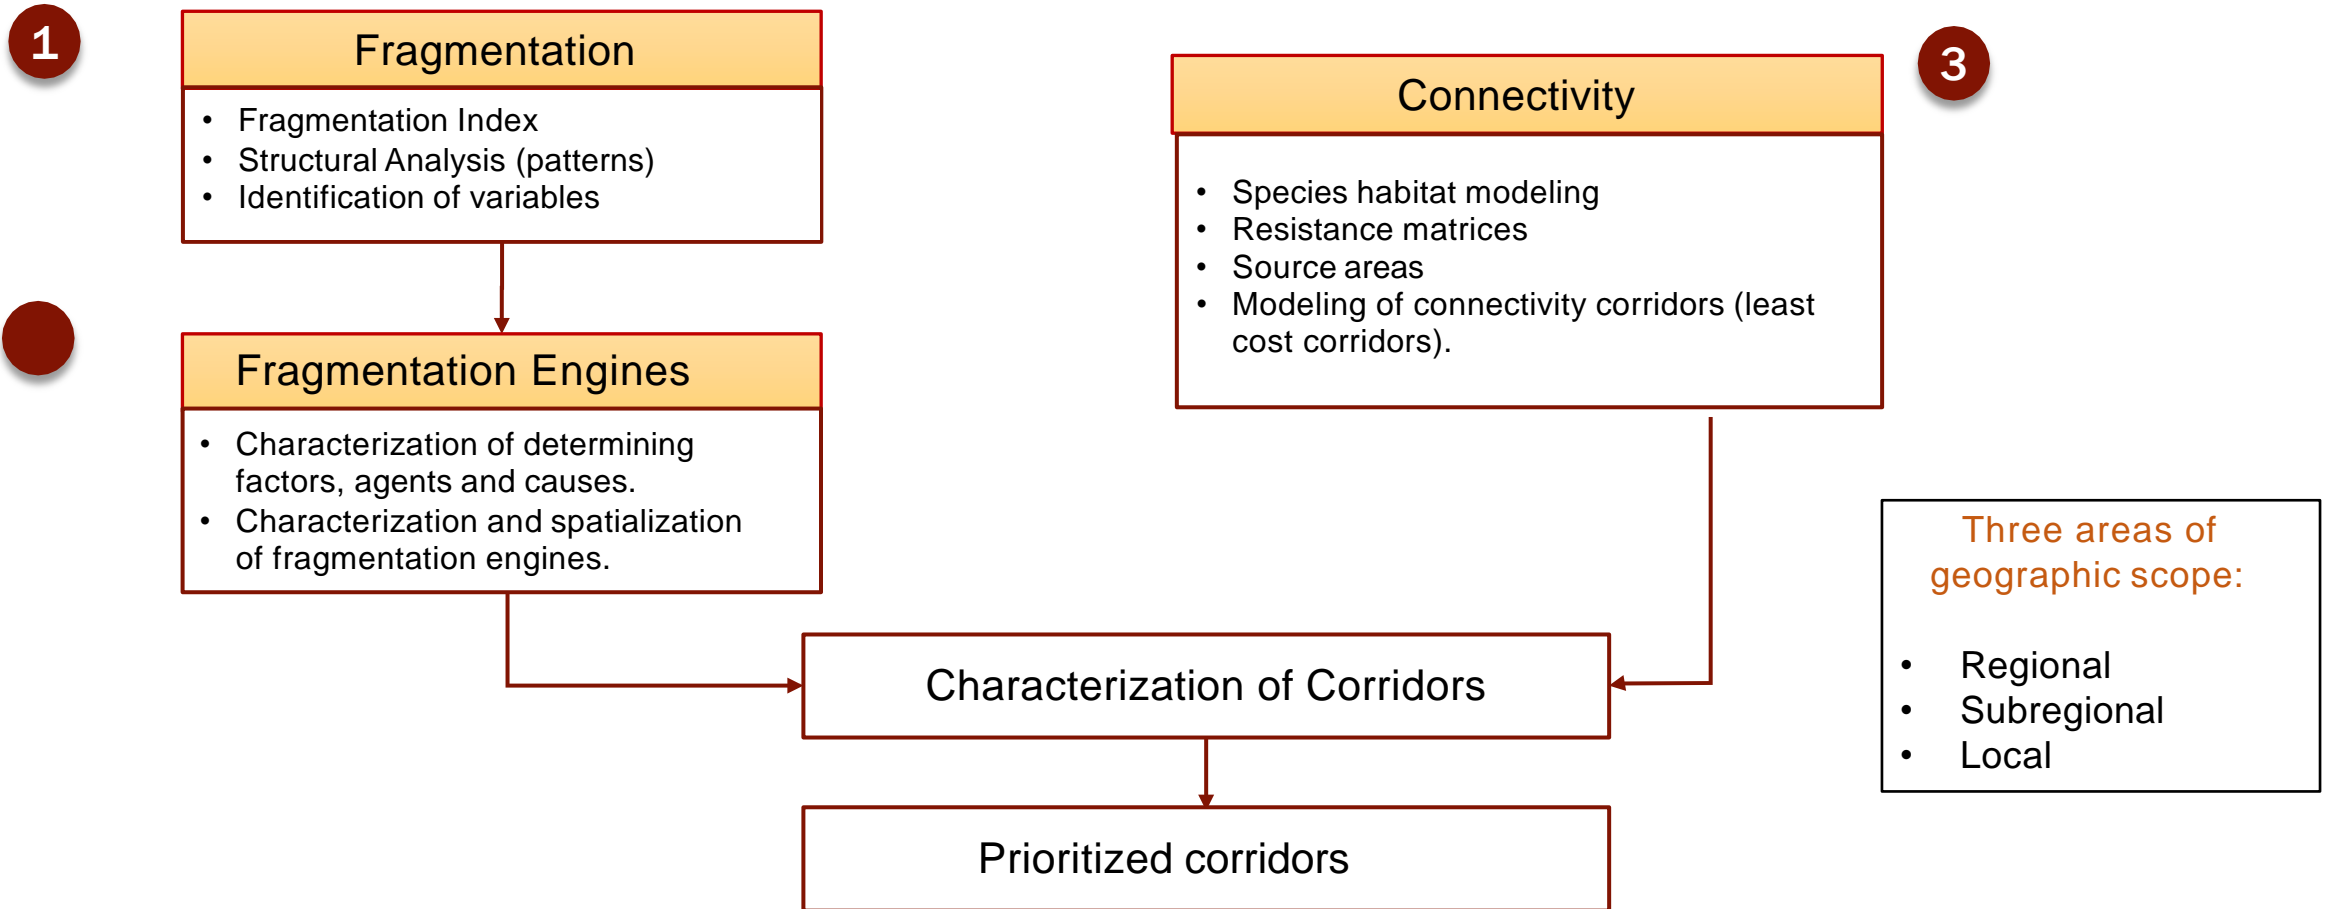 1
Fragmentation
• Fragmentation Index
• Structural Analysis (patterns)
• Identification of variables
Fragmentation Engines
• Characterization of determining
factors, agents and causes.
• Characterization and spatialization
of fragmentation engines.
3
Connectivity
• Species habitat modeling
• Resistance matrices
• Source areas
• Modeling of connectivity corridors (least
cost corridors).
Three areas of
geographic scope:
• Regional
• Subregional
• Local
Characterization of Corridors
Prioritized corridors